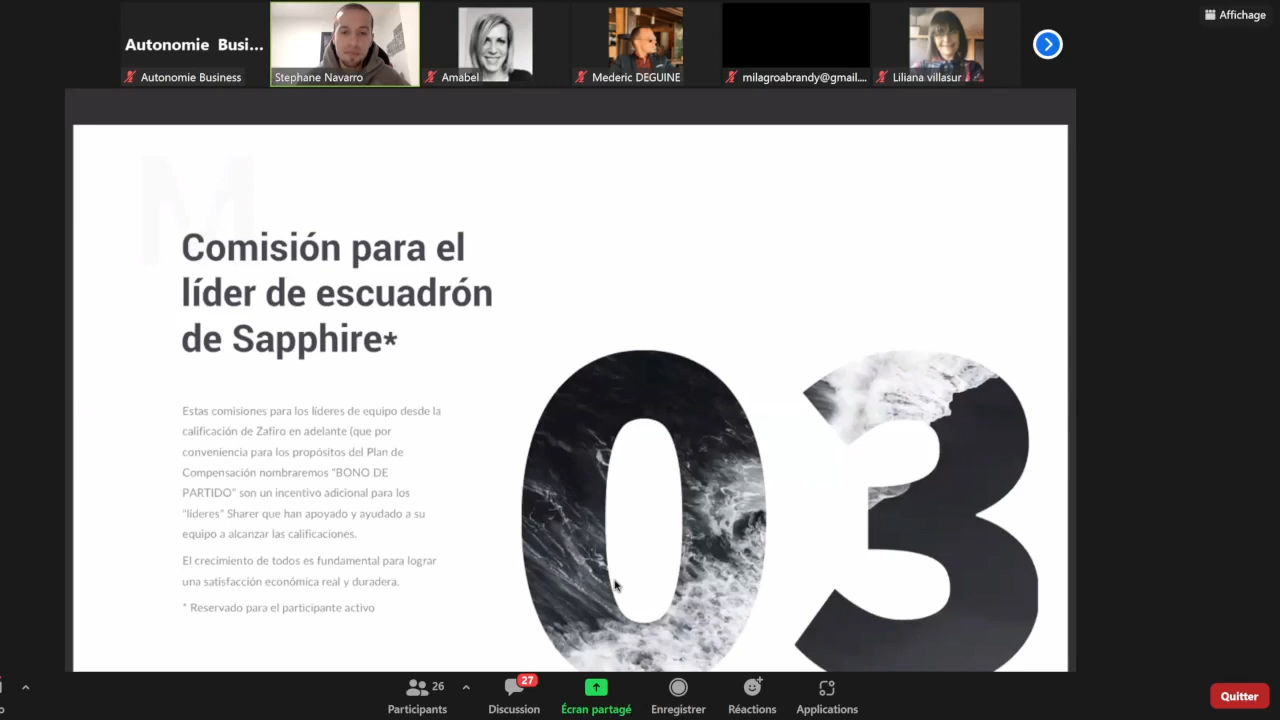 Affichage
Autonomie Busi...
Autonomie Business
Stephane Navarro
Amabel
Mederic DEGUINE
milagroabrandy@gmail....
Liliana villasur
M
Comisión para el
líder de escuadrón
de Sapphire*
Estas comisiones para los líderes de equipo desde la
calificación de Zafiro en adelante (que por
conveniencia para los propósitos del Plan de
Compensación nombraremos "BONO DE
PARTIDO" son un incentivo adicional para los
"líderes" Sharer que han apoyado y ayudado a su
equipo a alcanzar las calificaciones.
El crecimiento de todos es fundamental para lograr
una satisfacción económica real y duradera.
* Reservado para el participante activo
03
26
27
Participants
Discussion
Écran partagé
Enregistrer
Réactions
Applications
Quitter